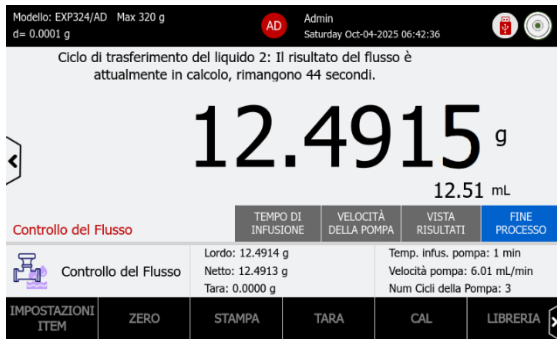 Modello: EXP324/AD Max 320 g
d= 0.0001 g
AD
Admin
Saturday Oct-04-2025 06:42:36
Ciclo di trasferimento del liquido 2: Il risultato del flusso è
attualmente in calcolo, rimangono 44 secondi.
12.4915 g
12.51 mL
Controllo del Flusso
TEMPO DI
INFUSIONE
VELOCITÀ
DELLA POMPA
VISTA
RISULTATI
FINE
PROCESSO
Controllo del Flusso
Lordo: 12.4914 g
Netto: 12.4913 g
Tara: 0.0000 g
Temp. infus. pompa: 1 min
Velocità pompa: 6.01 mL/min
Num Cicli della Pompa: 3
IMPOSTAZIONI
ITEM
ZERO
STAMPA
TARA
CAL
LIBRERIA